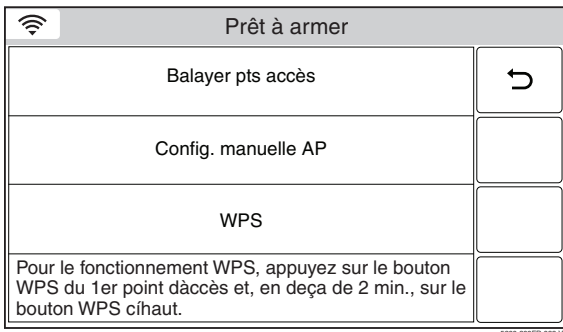 Prêt à armer
Balayer pts accès
Config. manuelle AP
WPS
Pour le fonctionnement WPS, appuyez sur le bouton
WPS du 1er point dàccès et, en deça de 2 min., sur le
bouton WPS cíhaut.